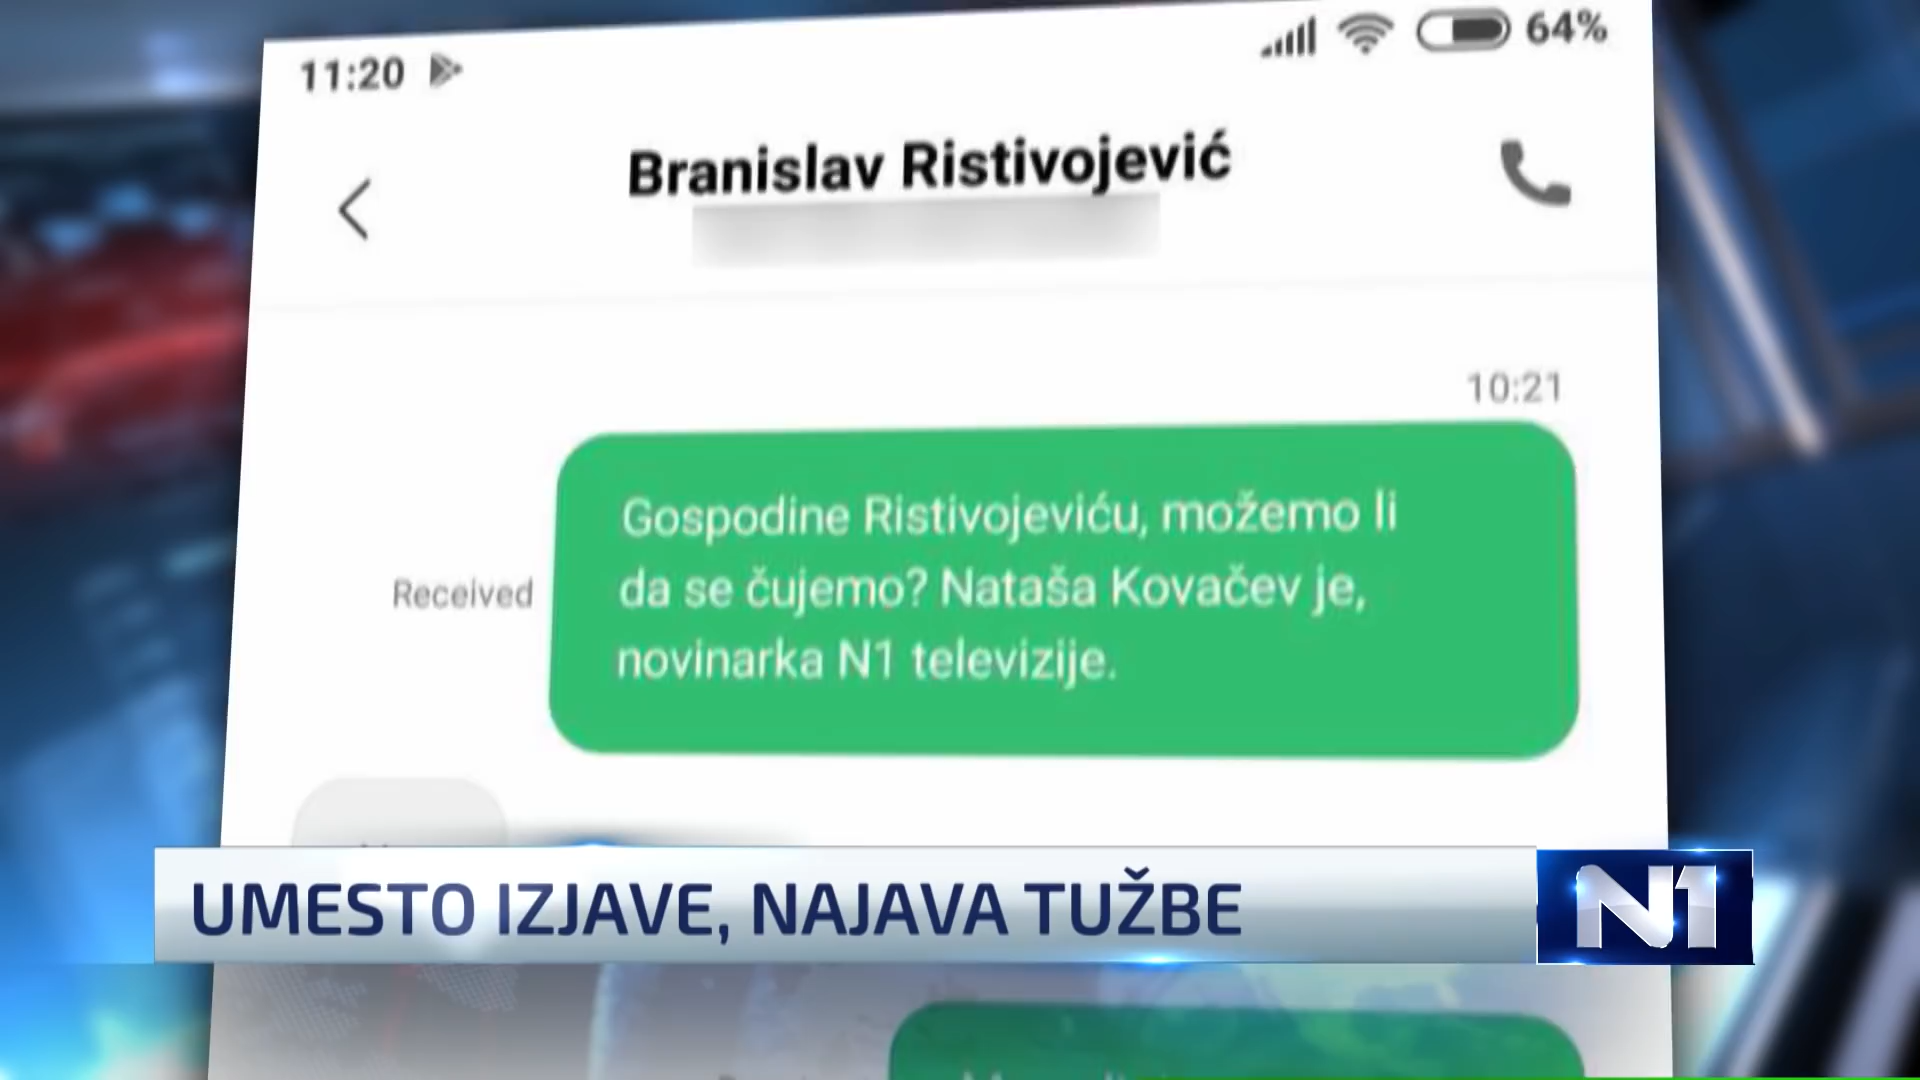 11:20
64%
Branislav Ristivojević
10:21
Gospodine Ristivojeviću, možemo li
da se čujemo? Nataša Kovačev je,
novinarka N1 televizije.
Received
UMESTO IZJAVE, NAJAVA TUŽBE
N1